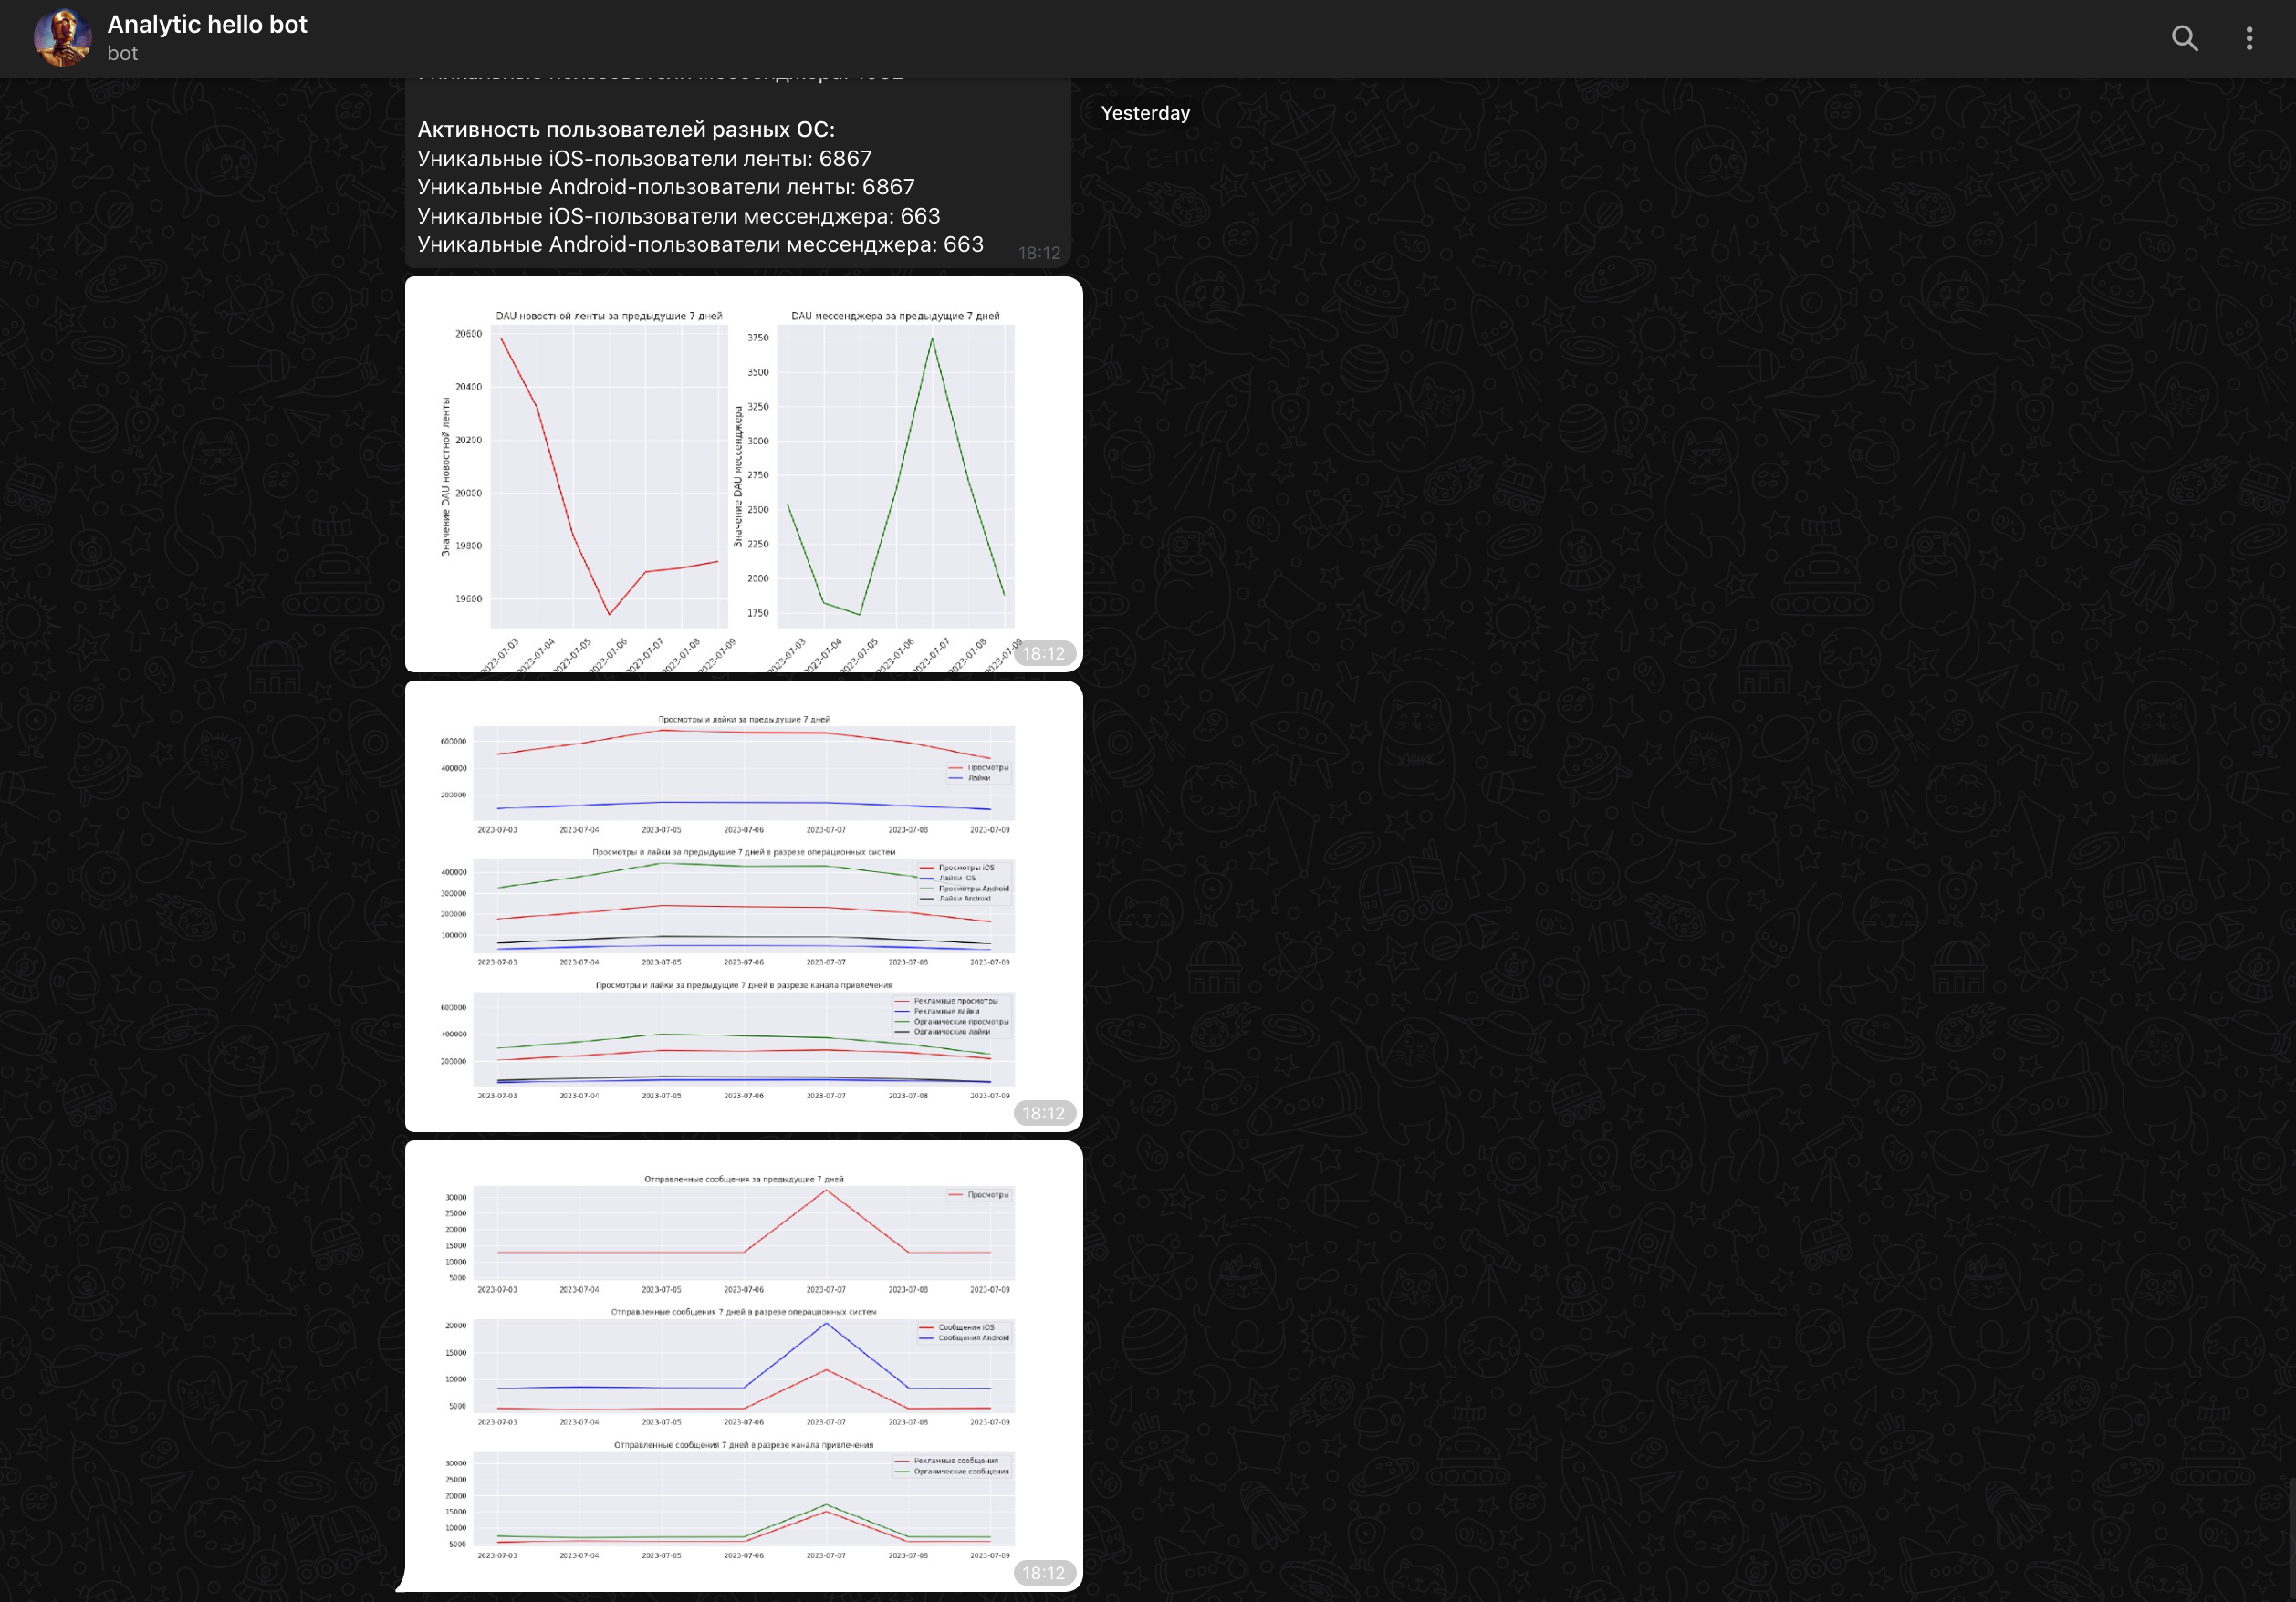 Analytic hello bot
bot
Yesterday
Активность пользователей разных ОС:
Уникальные iOS-пользователи ленты: 6867
Уникальные Android-пользователи ленты: 6867
Уникальные iOS-пользователи мессенджера: 663
Уникальные Android-пользователи мессенджера: 663
18:12
DAU новостной ленты за предыдущие 7 дней
Значение DAU новостной ленты
20600
20400
20200
20000
19800
19600
2023-07-03
2023-07-04
2023-07-05
2023-07-06
2023-07-07
2023-07-08
2023-07-09
DAU мессенджера за предыдущие 7 дней
Значение DAU мессенджера
3750
3500
3250
3000
2750
2500
2250
2000
1750
2023-07-03
2023-07-04
2023-07-05
2023-07-06
2023-07-07
2023-07-08
2023-07-09
18:12
Просмотры и лайки за предыдущие 7 дней
600000
400000
200000
Просмотры
Лайки
2023-07-03 2023-07-04 2023-07-05 2023-07-06 2023-07-07 2023-07-08 2023-07-09
Просмотры и лайки за предыдущие 7 дней в разрезе операционных систем
400000
300000
200000
100000
Просмотры iOS
Лайки iOS
Просмотры Android
Лайки Android
2023-07-03 2023-07-04 2023-07-05 2023-07-06 2023-07-07 2023-07-08 2023-07-09
Просмотры и лайки за предыдущие 7 дней в разрезе канала привлечения
600000
400000
200000
Рекламные просмотры
Рекламные лайки
Органические просмотры
Органические лайки
2023-07-03 2023-07-04 2023-07-05 2023-07-06 2023-07-07 2023-07-08 2023-07-09
18:12
Отправленные сообщения за предыдущие 7 дней
30000
25000
20000
15000
10000
5000
Просмотры
2023-07-03 2023-07-04 2023-07-05 2023-07-06 2023-07-07 2023-07-08 2023-07-09
Отправленные сообщения 7 дней в разрезе операционных систем
20000
15000
10000
5000
Сообщения iOS
Сообщения Android
2023-07-03 2023-07-04 2023-07-05 2023-07-06 2023-07-07 2023-07-08 2023-07-09
Отправленные сообщения 7 дней в разрезе канала привлечения
30000
25000
20000
15000
10000
5000
Рекламные сообщения
Органические сообщения
2023-07-03 2023-07-04 2023-07-05 2023-07-06 2023-07-07 2023-07-08 2023-07-09
18:12